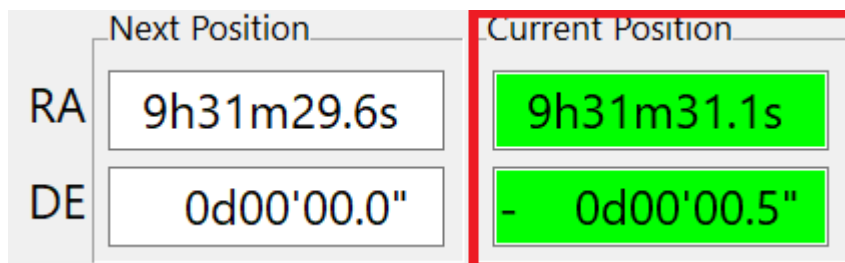 Next Position Current Position
RA 9h31m29.6s 9h31m31.1s
DE 0d00'00.0" - 0d00'00.5"